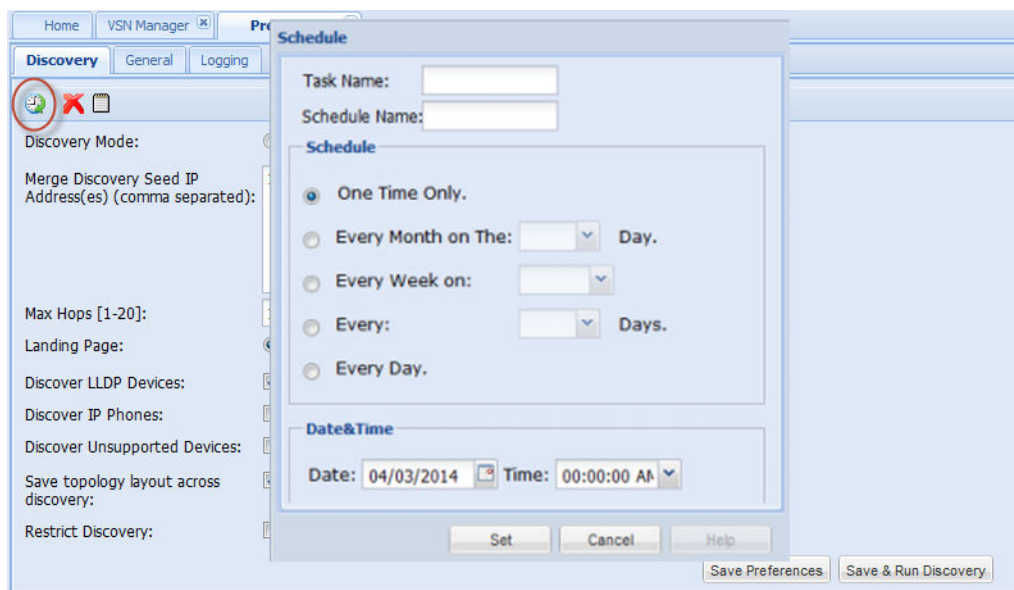 Home
VSN Manager
Pre
Discovery
General
Logging
Discovery Mode:
Merge Discovery Seed IP
Address(es) (comma separated):
Max Hops [1-20]:
Landing Page:
Discover LLDP Devices:
Discover IP Phones:
Discover Unsupported Devices:
Save topology layout across
discovery:
Restrict Discovery:
Schedule
Task Name:
Schedule Name:
Schedule
One Time Only.
Every Month on The: Day.
Every Week on:
Every: Days.
Every Day.
Date&Time
Date: 04/03/2014 Time: 00:00:00 AM
Set
Cancel
Help
Save Preferences
Save & Run Discovery